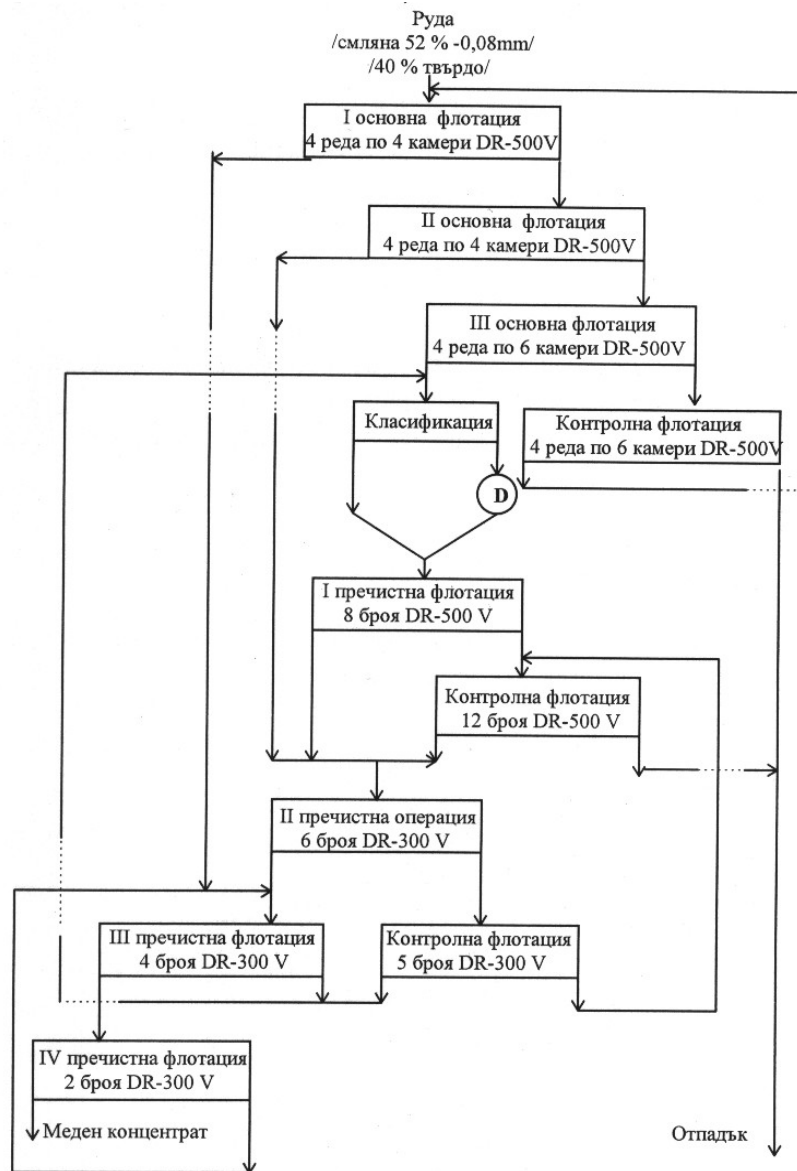 Руда
/смляна 52 % -0,08mm/
/40 % твърдо/
I основна флотация
4 реда по 4 камери DR-500V
II основна флотация
4 реда по 4 камери DR-500V
III основна флотация
4 реда по 6 камери DR-500V
Класификация
Контролна флотация
4 реда по 6 камери DR-500V
D
I пречистна флотация
8 броя DR-500 V
Контролна флотация
12 броя DR-500 V
II пречистна операция
6 броя DR-300 V
III пречистна флотация
4 броя DR-300 V
Контролна флотация
5 броя DR-300 V
IV пречистна флотация
2 броя DR-300 V
Меден концентрат
Отпадък